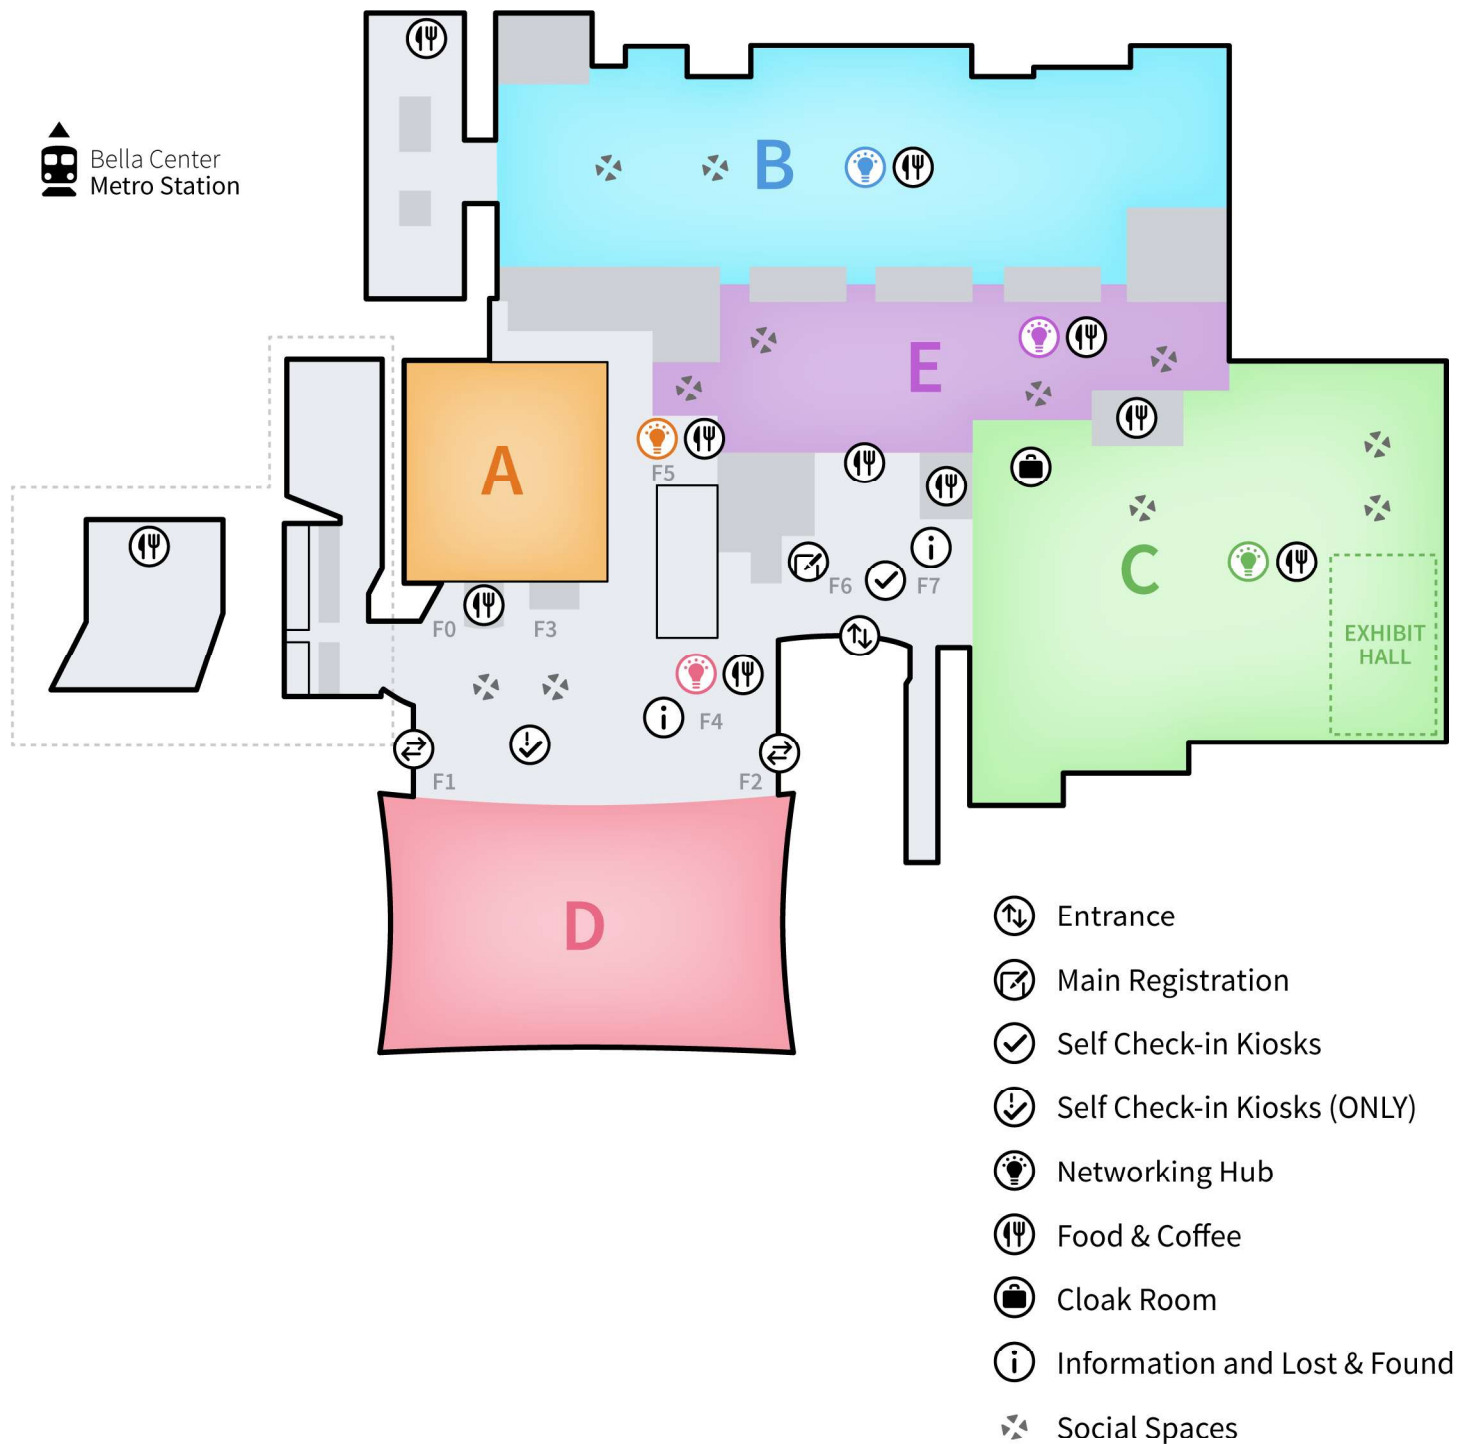 Bella Center
Metro Station
B
E
A
F5
C
F6
F7
F0
F3
EXHIBIT
HALL
F4
F1
F2
D
Entrance
Main Registration
Self Check-in Kiosks
Self Check-in Kiosks (ONLY)
Networking Hub
Food & Coffee
Cloak Room
Information and Lost & Found
Social Spaces